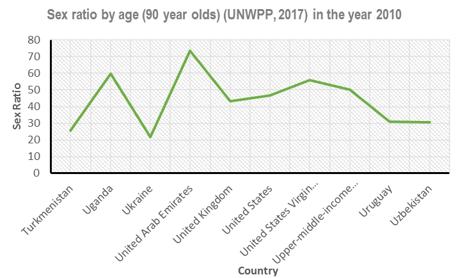 Sex ratio by age (90 year olds) (UNWPP, 2017) in the year 2010
80
70
60
50
40
30
20
10
0
Sex Ratio
Turkmenistan
Uganda
Ukraine
United Arab Emirates
United Kingdom
United States
United States Virgin...
Upper-middle-income...
Uruguay
Uzbekistan
Country